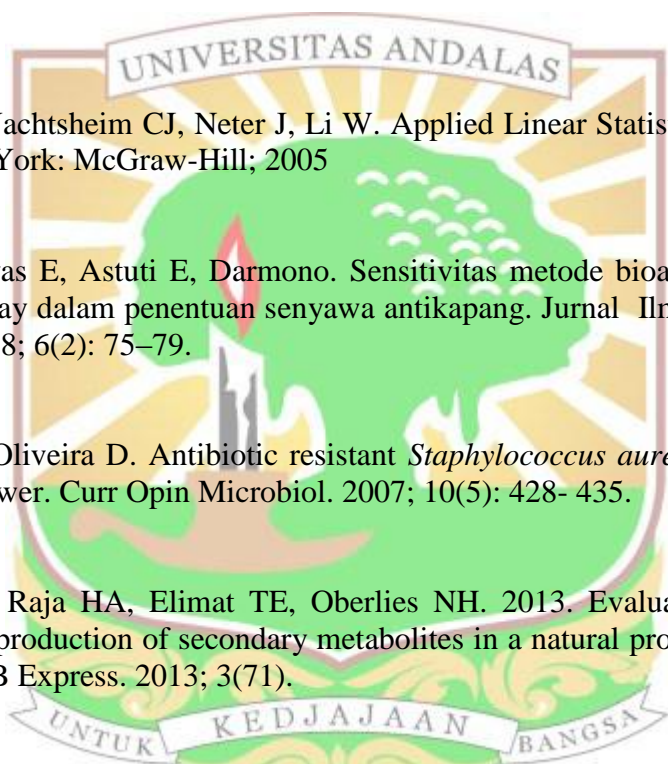 UNIVERSITAS ANDALAS
Nachtsheim CJ, Neter J, Li W. Applied Linear Statis
York: McGraw-Hill; 2005
as E, Astuti E, Darmono. Sensitivitas metode bioa
ay dalam penentuan senyawa antikapang. Jurnal Iln
8; 6(2): 75–79.
Oliveira D. Antibiotic resistant Staphylococcus aure
wer. Curr Opin Microbiol. 2007; 10(5): 428- 435.
Raja HA, Elimat TE, Oberlies NH. 2013. Evalua
production of secondary metabolites in a natural pro
B Express. 2013; 3(71).
UNTUK KEDJAJAAN BANGSA